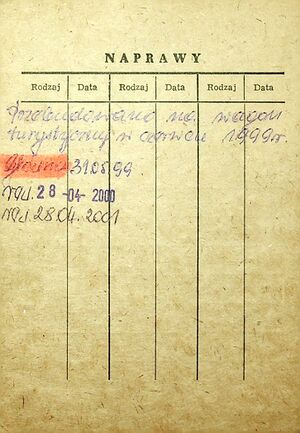 NAPRAWY
Rodzaj Data Rodzaj Data Rodzaj Data
Przebudowano na wagon
turystyczny w czerwcu 1999r.
Główna 31.05.99
28 -04- 2000
28.04.2001